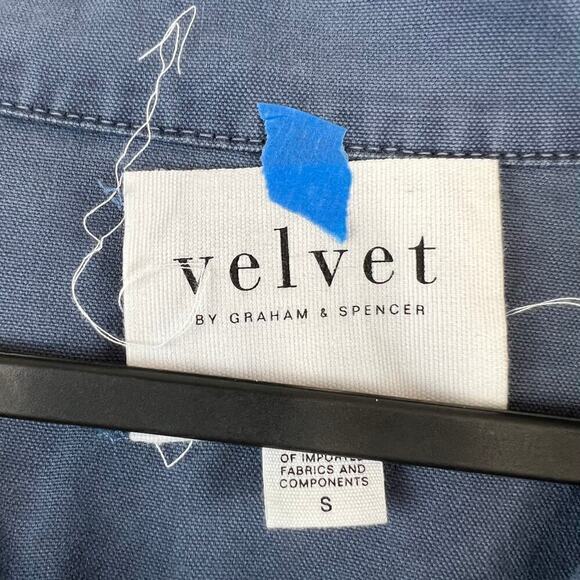 velvet
BY GRAHAM & SPENCER
OF IMPORTED
FABRICS AND
COMPONENTS
S